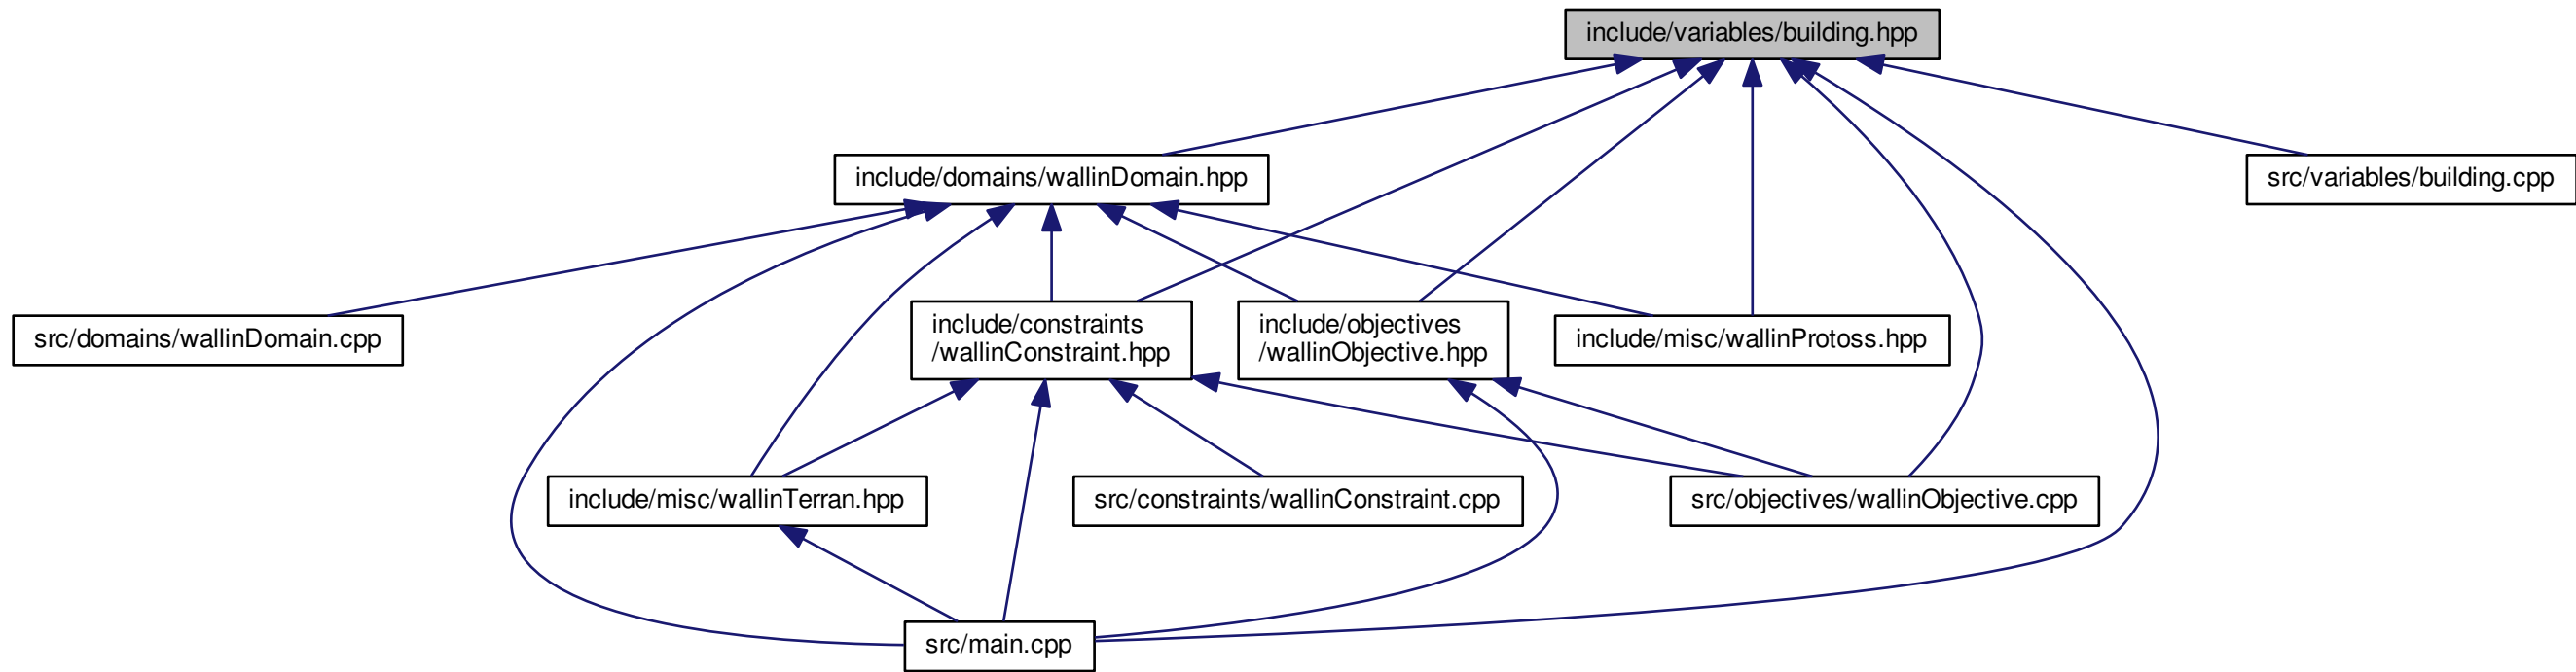 include/variables/building.hpp
include/domains/wallinDomain.hpp
src/variables/building.cpp
src/domains/wallinDomain.cpp
include/constraints
/wallinConstraint.hpp
include/objectives
/wallinObjective.hpp
include/misc/wallinProtoss.hpp
include/misc/wallinTerran.hpp
src/constraints/wallinConstraint.cpp
src/objectives/wallinObjective.cpp
src/main.cpp